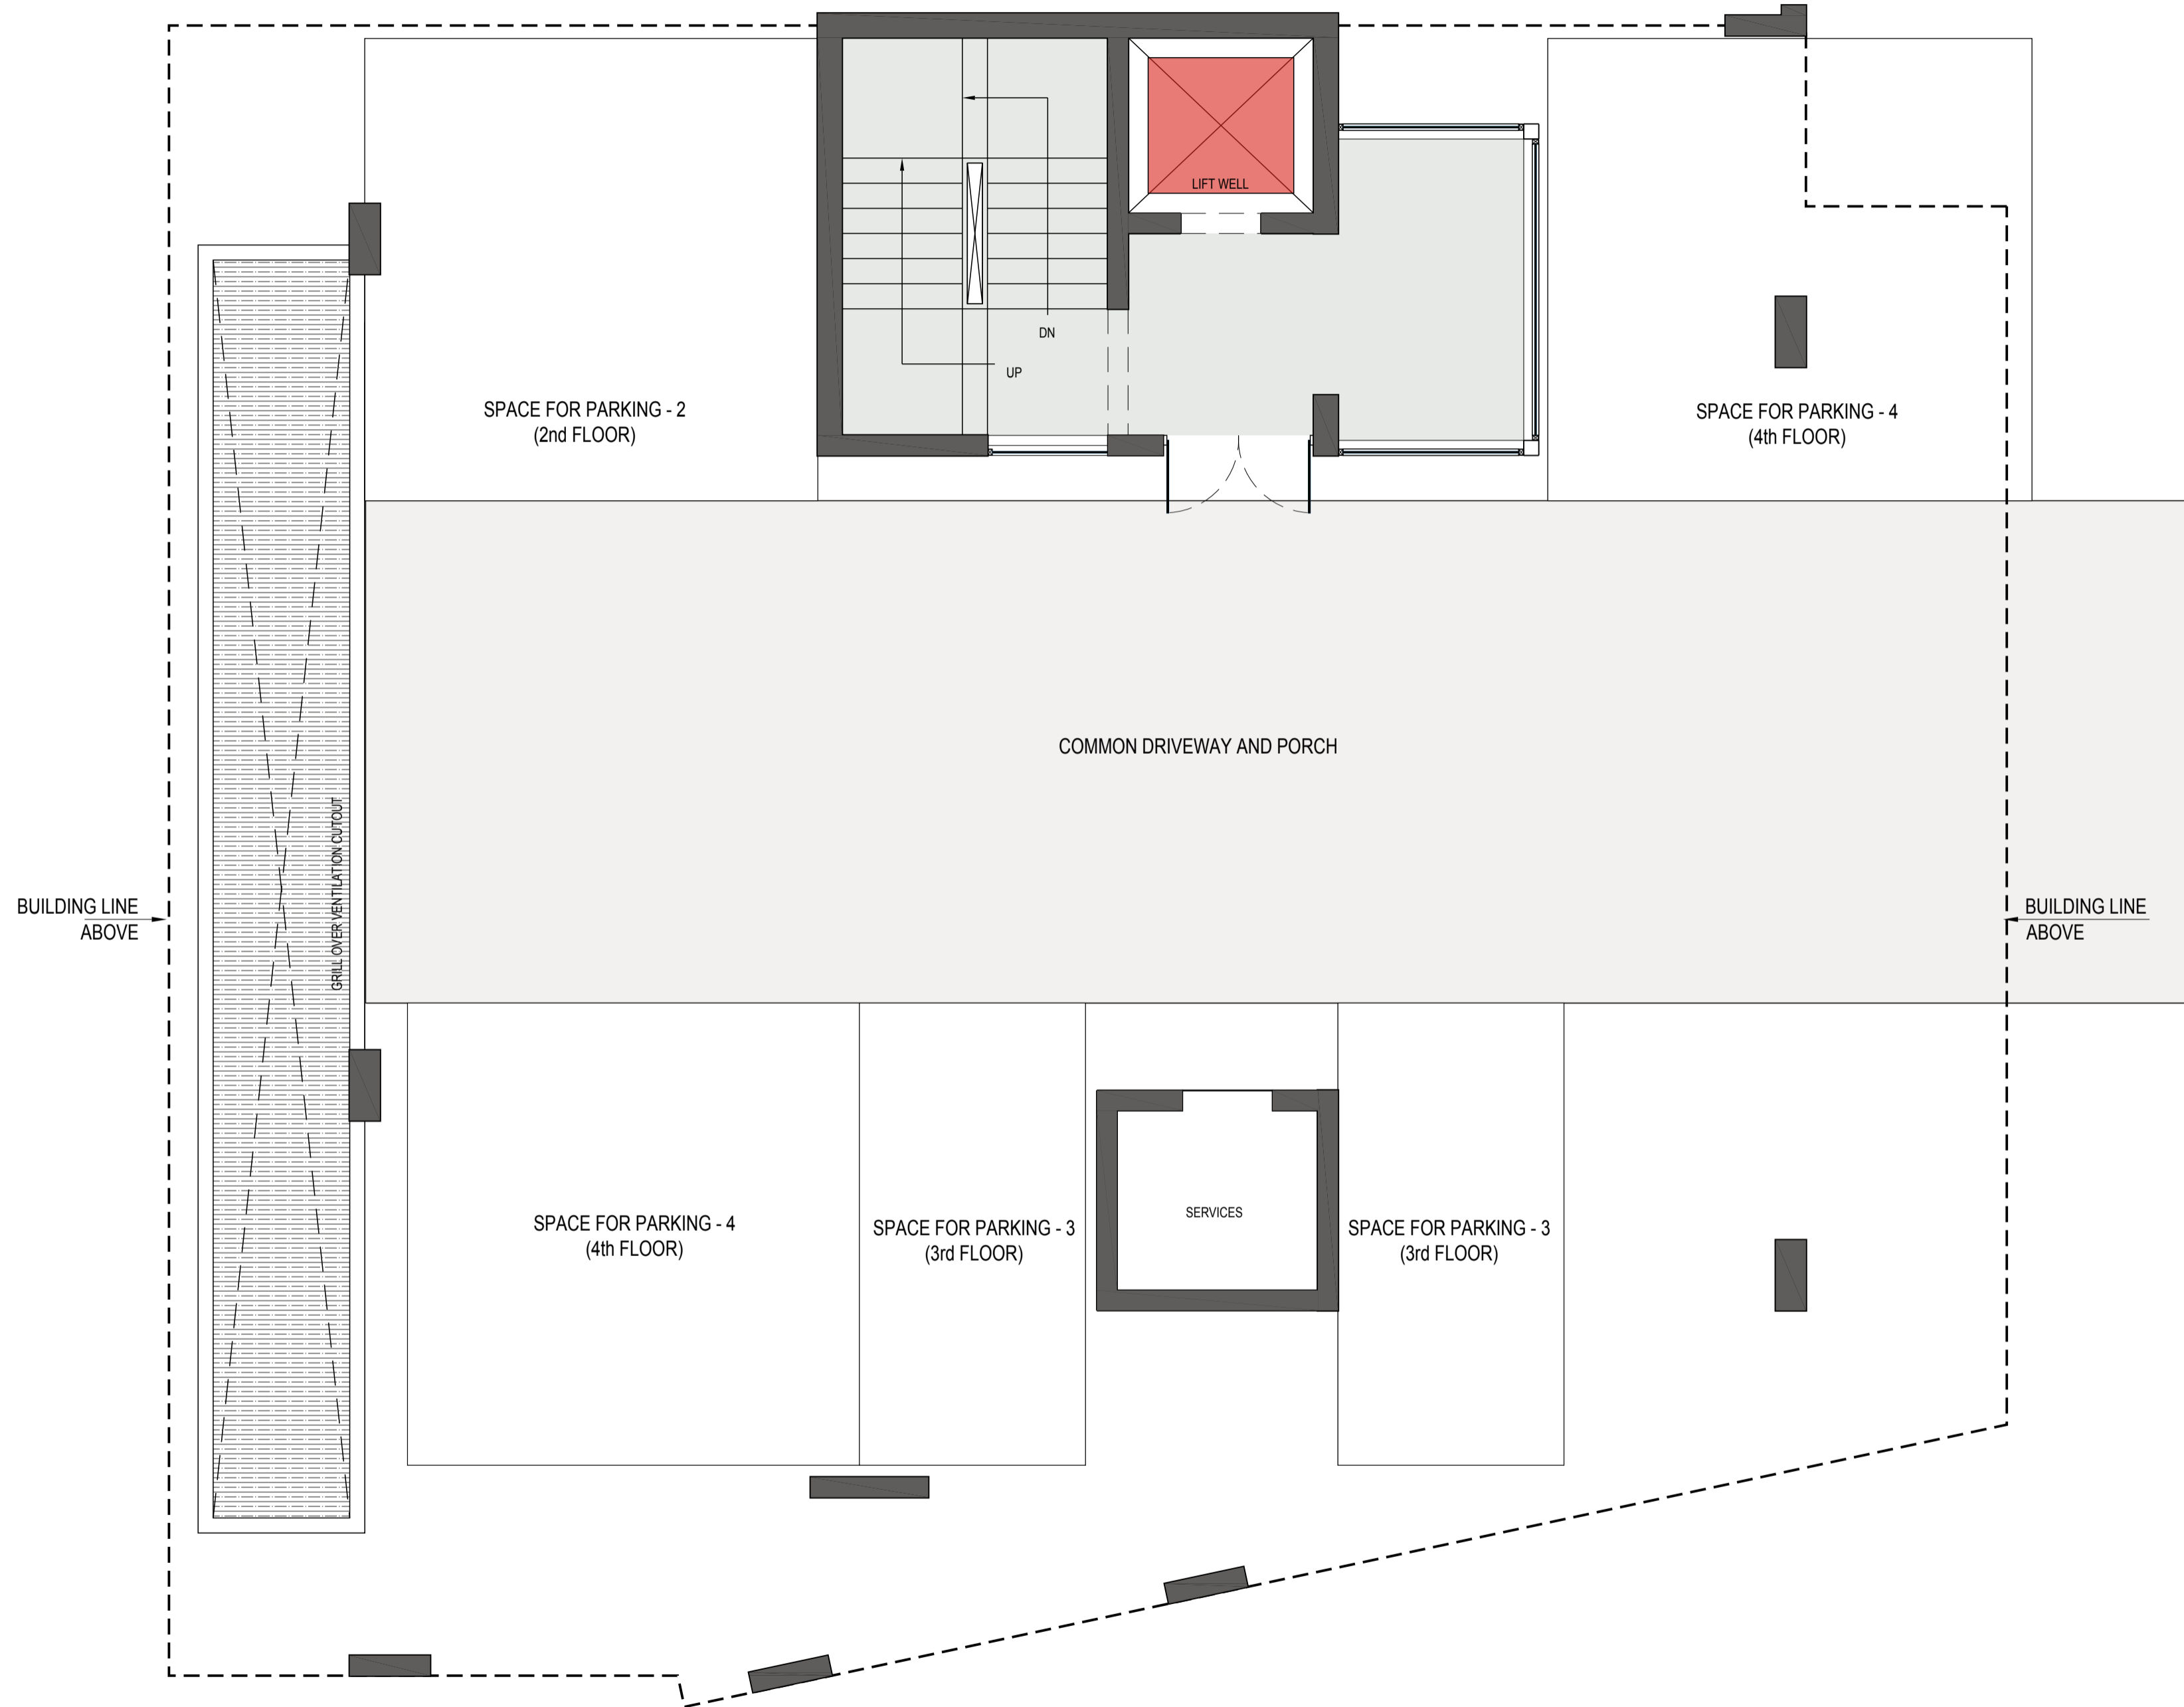 LIFT WELL
DN
UP
SPACE FOR PARKING - 2
(2nd FLOOR)
SPACE FOR PARKING - 4
(4th FLOOR)
COMMON DRIVEWAY AND PORCH
GRILL OVER VENTILATION CUTOUT
BUILDING LINE
ABOVE
BUILDING LINE
ABOVE
SPACE FOR PARKING - 4
(4th FLOOR)
SPACE FOR PARKING - 3
(3rd FLOOR)
SERVICES
SPACE FOR PARKING - 3
(3rd FLOOR)